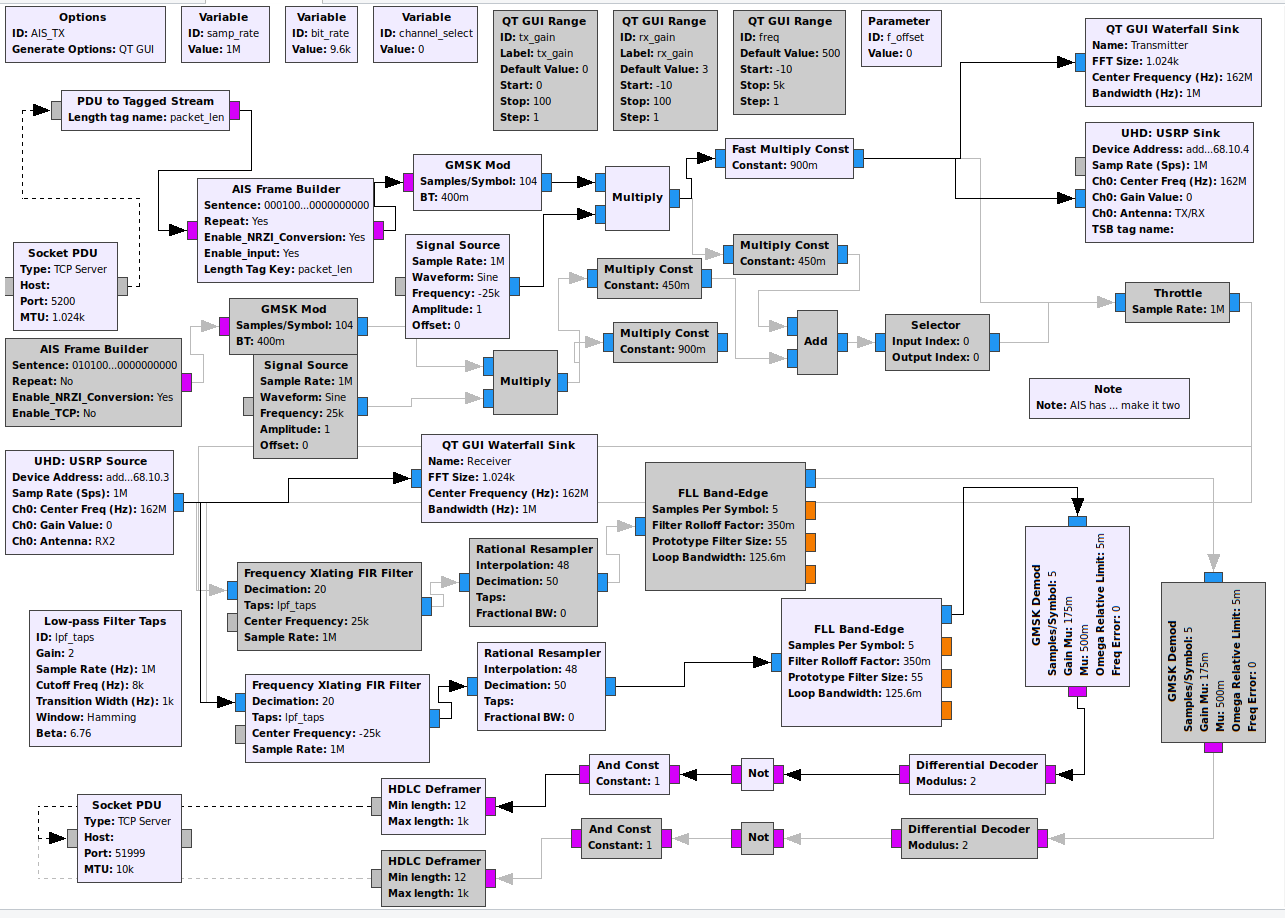 Options
ID: AIS_TX
Generate Options: QT GUI
Variable
ID: samp_rate
Value: 1M
Variable
ID: bit_rate
Value: 9.6k
Variable
ID: channel_select
Value: 0
QT GUI Range
ID: tx_gain
Label: tx_gain
Default Value: 0
Start: 0
Stop: 100
Step: 1
QT GUI Range
ID: rx_gain
Label: rx_gain
Default Value: 3
Start: -10
Stop: 100
Step: 1
QT GUI Range
ID: freq
Default Value: 500
Start: -10
Stop: 5k
Step: 1
Parameter
ID: f_offset
Value: 0
QT GUI Waterfall Sink
Name: Transmitter
FFT Size: 1.024k
Center Frequency (Hz): 162M
Bandwidth (Hz): 1M
PDU to Tagged Stream
Length tag name: packet_len
UHD: USRP Sink
Device Address: add...68.10.4
Samp Rate (Sps): 1M
Ch0: Center Freq (Hz): 162M
Ch0: Gain Value: 0
Ch0: Antenna: TX/RX
TSB tag name:
Fast Multiply Const
Constant: 900m
GMSK Mod
Samples/Symbol: 104
BT: 400m
Multiply
AIS Frame Builder
Sentence: 000100...0000000000
Repeat: Yes
Enable_NRZI_Conversion: Yes
Enable_input: Yes
Length Tag Key: packet_len
Socket PDU
Type: TCP Server
Host:
Port: 5200
MTU: 1.024k
Signal Source
Sample Rate: 1M
Waveform: Sine
Frequency: -25k
Amplitude: 1
Offset: 0
Multiply Const
Constant: 450m
Multiply Const
Constant: 450m
Throttle
Sample Rate: 1M
GMSK Mod
Samples/Symbol: 104
BT: 400m
Multiply Const
Constant: 900m
Add
Selector
Input Index: 0
Output Index: 0
AIS Frame Builder
Sentence: 010100...0000000000
Repeat: No
Enable_NRZI_Conversion: Yes
Enable_TCP: No
Signal Source
Sample Rate: 1M
Waveform: Sine
Frequency: 25k
Amplitude: 1
Offset: 0
Multiply
Note
Note: AIS has ... make it two
UHD: USRP Source
Device Address: add...68.10.3
Samp Rate (Sps): 1M
Ch0: Center Freq (Hz): 162M
Ch0: Gain Value: 0
Ch0: Antenna: RX2
QT GUI Waterfall Sink
Name: Receiver
FFT Size: 1.024k
Center Frequency (Hz): 162M
Bandwidth (Hz): 1M
FLL Band-Edge
Samples Per Symbol: 5
Filter Rolloff Factor: 350m
Prototype Filter Size: 55
Loop Bandwidth: 125.6m
Frequency Xlating FIR Filter
Decimation: 20
Taps: lpf_taps
Center Frequency: 25k
Sample Rate: 1M
Rational Resampler
Interpolation: 48
Decimation: 50
Taps:
Fractional BW: 0
GMSK Demod
Samples/Symbol: 5
Gain Mu: 175m
Mu: 500m
Omega Relative Limit: 5m
Freq Error: 0
GMSK Demod
Samples/Symbol: 5
Gain Mu: 175m
Mu: 500m
Omega Relative Limit: 5m
Freq Error: 0
Low-pass Filter Taps
ID: lpf_taps
Gain: 2
Sample Rate (Hz): 1M
Cutoff Freq (Hz): 8k
Transition Width (Hz): 1k
Window: Hamming
Beta: 6.76
Frequency Xlating FIR Filter
Decimation: 20
Taps: lpf_taps
Center Frequency: -25k
Sample Rate: 1M
Rational Resampler
Interpolation: 48
Decimation: 50
Taps:
Fractional BW: 0
FLL Band-Edge
Samples Per Symbol: 5
Filter Rolloff Factor: 350m
Prototype Filter Size: 55
Loop Bandwidth: 125.6m
Socket PDU
Type: TCP Server
Host:
Port: 51999
MTU: 10k
HDLC Deframer
Min length: 12
Max length: 1k
And Const
Constant: 1
Not
Differential Decoder
Modulus: 2
HDLC Deframer
Min length: 12
Max length: 1k
And Const
Constant: 1
Not
Differential Decoder
Modulus: 2